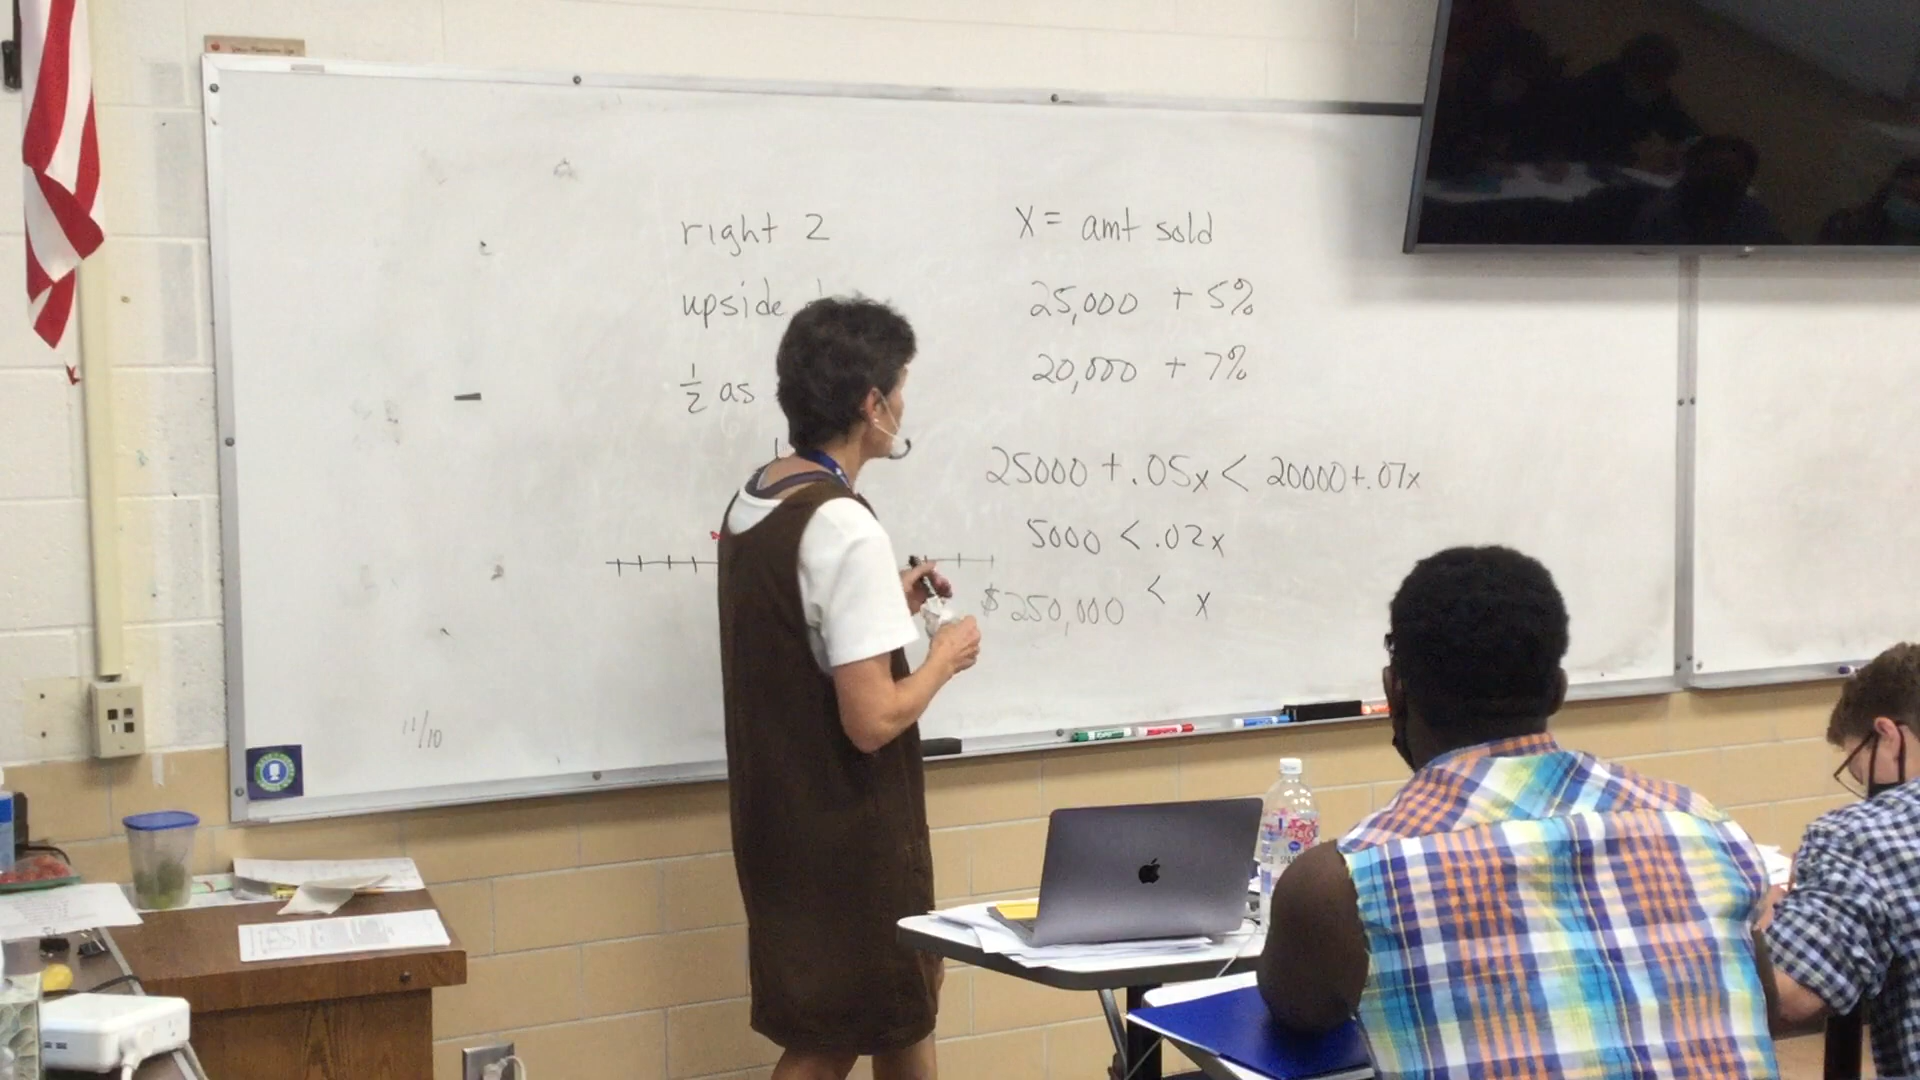 right 2
upside
1/2 as
11/10
X = amt sold
25,000 + 5%
20,000 + 7%
25000 + .05x < 20000 + .07x
5000 < .02x
$250,000 < x